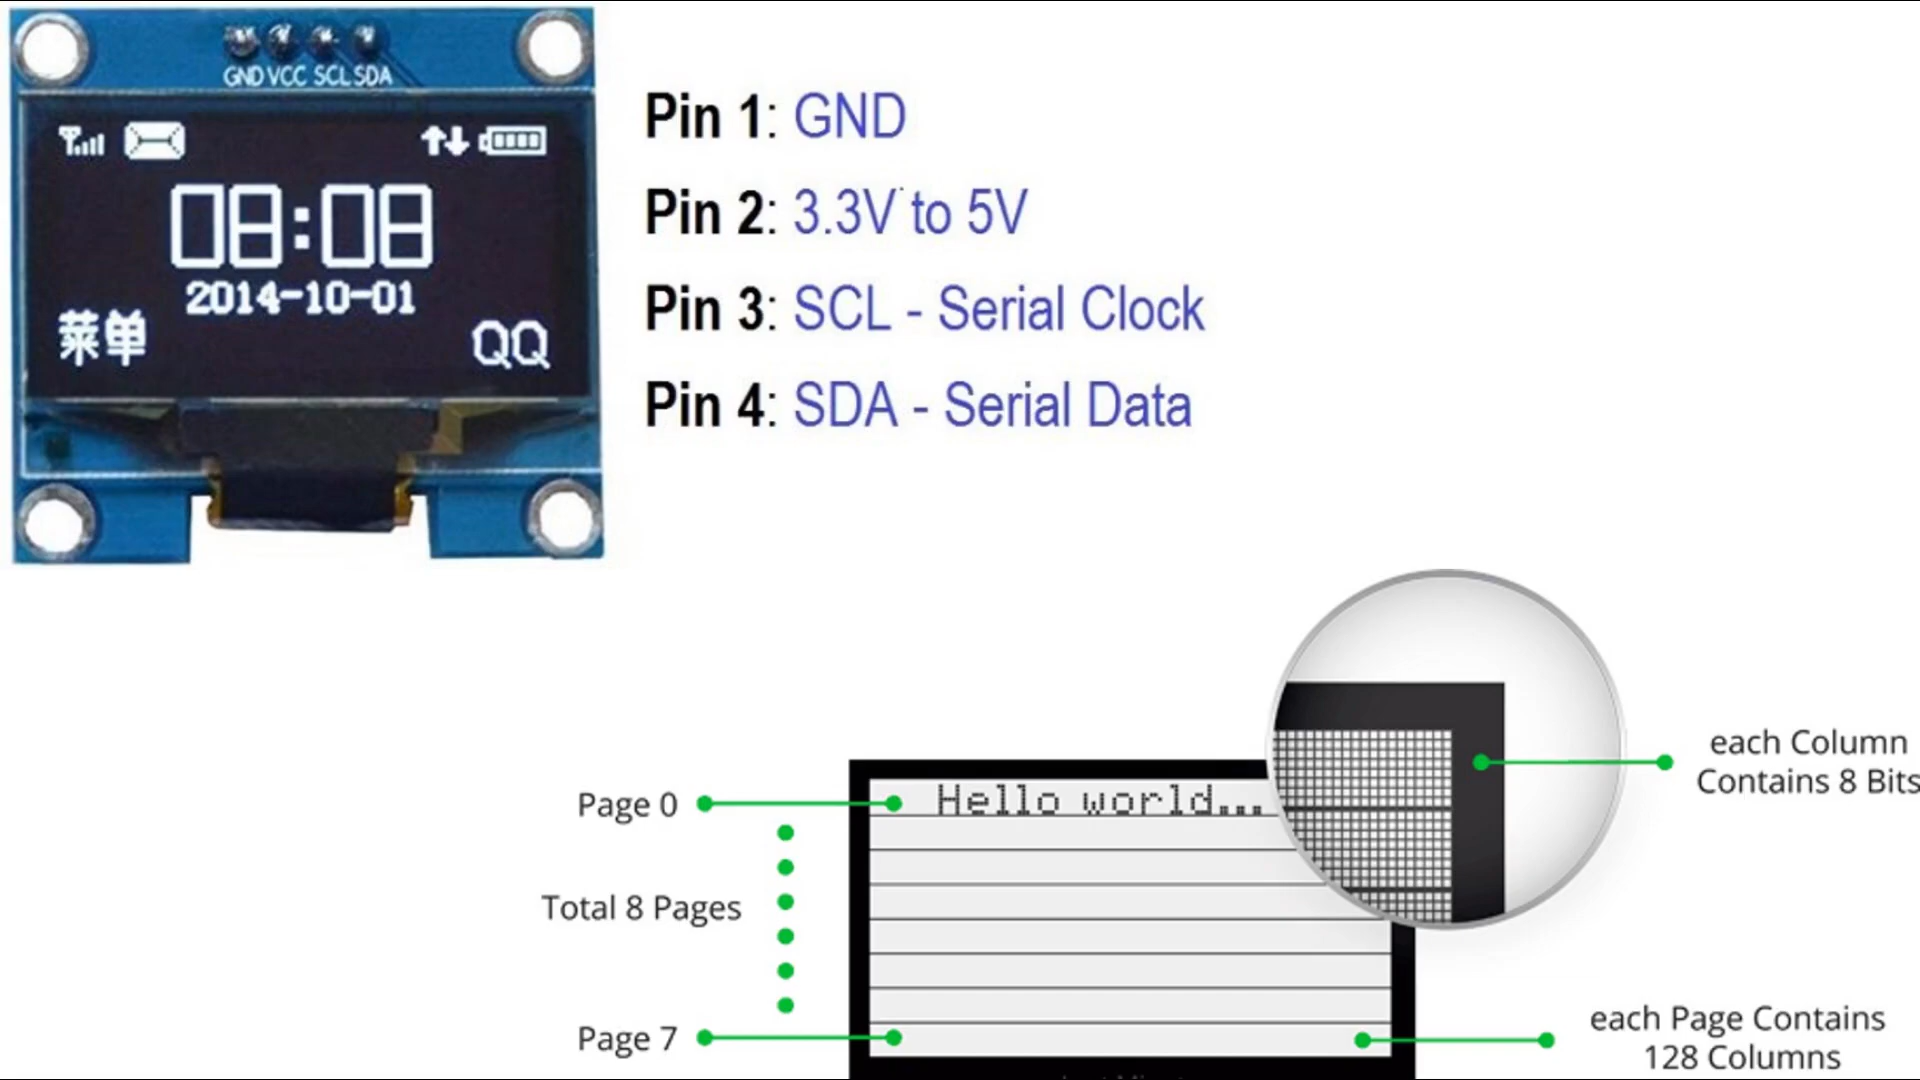 GND VCC SCL SDA
08:08
2014-10-01
菜单
QQ
Pin 1: GND
Pin 2: 3.3V to 5V
Pin 3: SCL - Serial Clock
Pin 4: SDA - Serial Data
each Column
Contains 8 Bits
Page 0
Hello world...
Total 8 Pages
Page 7
each Page Contains
128 Columns